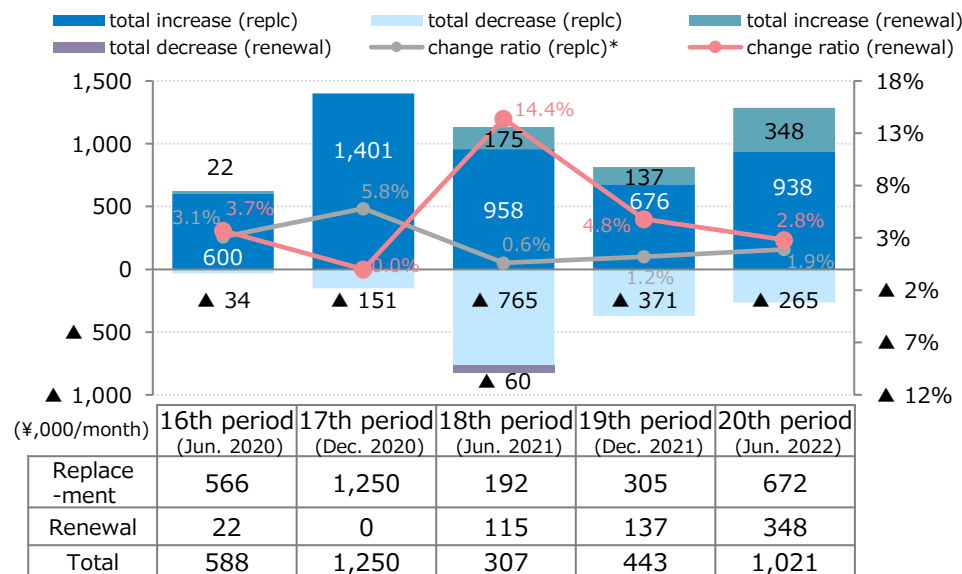 total increase (replc) total decrease (replc) total increase (renewal)
total decrease (renewal) change ratio (replc)* change ratio (renewal)
1,500 18%
14.4%
175
22 1,401 348
1,000 13%
137
5.8% 958 676 938
500 8%
3.1% 3.7% 4.8% 2.8%
600 0.6% 3%
0 0.0% 1.2% 1.9%
▲ 34 ▲ 151 ▲ 765 ▲ 371 ▲ 265 ▲ 2%
▲ 500 ▲ 7%
▲ 60
▲ 1,000 ▲ 12%
(¥,000/month) 16th period 17th period 18th period 19th period 20th period
(Jun. 2020) (Dec. 2020) (Jun. 2021) (Dec. 2021) (Jun. 2022)
Replace
-ment 566 1,250 192 305 672
Renewal 22 0 115 137 348
Total 588 1,250 307 443 1,021